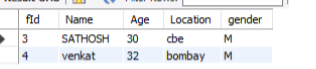 fId Name Age Location gender
3 SATHOSH 30 cbe M
4 venkat 32 bombay M